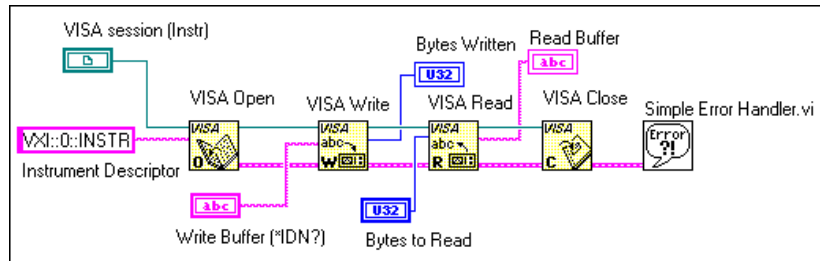 VISA session (Instr)
Bytes Written
Read Buffer
U32
abc
VISA Open
VISA Write
VISA Read
VISA Close
Simple Error Handler.vi
VXI::0::INSTR
VISA
O
VISA
abc
W
VISA
abc
R
VISA
C
Error
?!
Instrument Descriptor
abc
U32
Write Buffer (*IDN?)
Bytes to Read